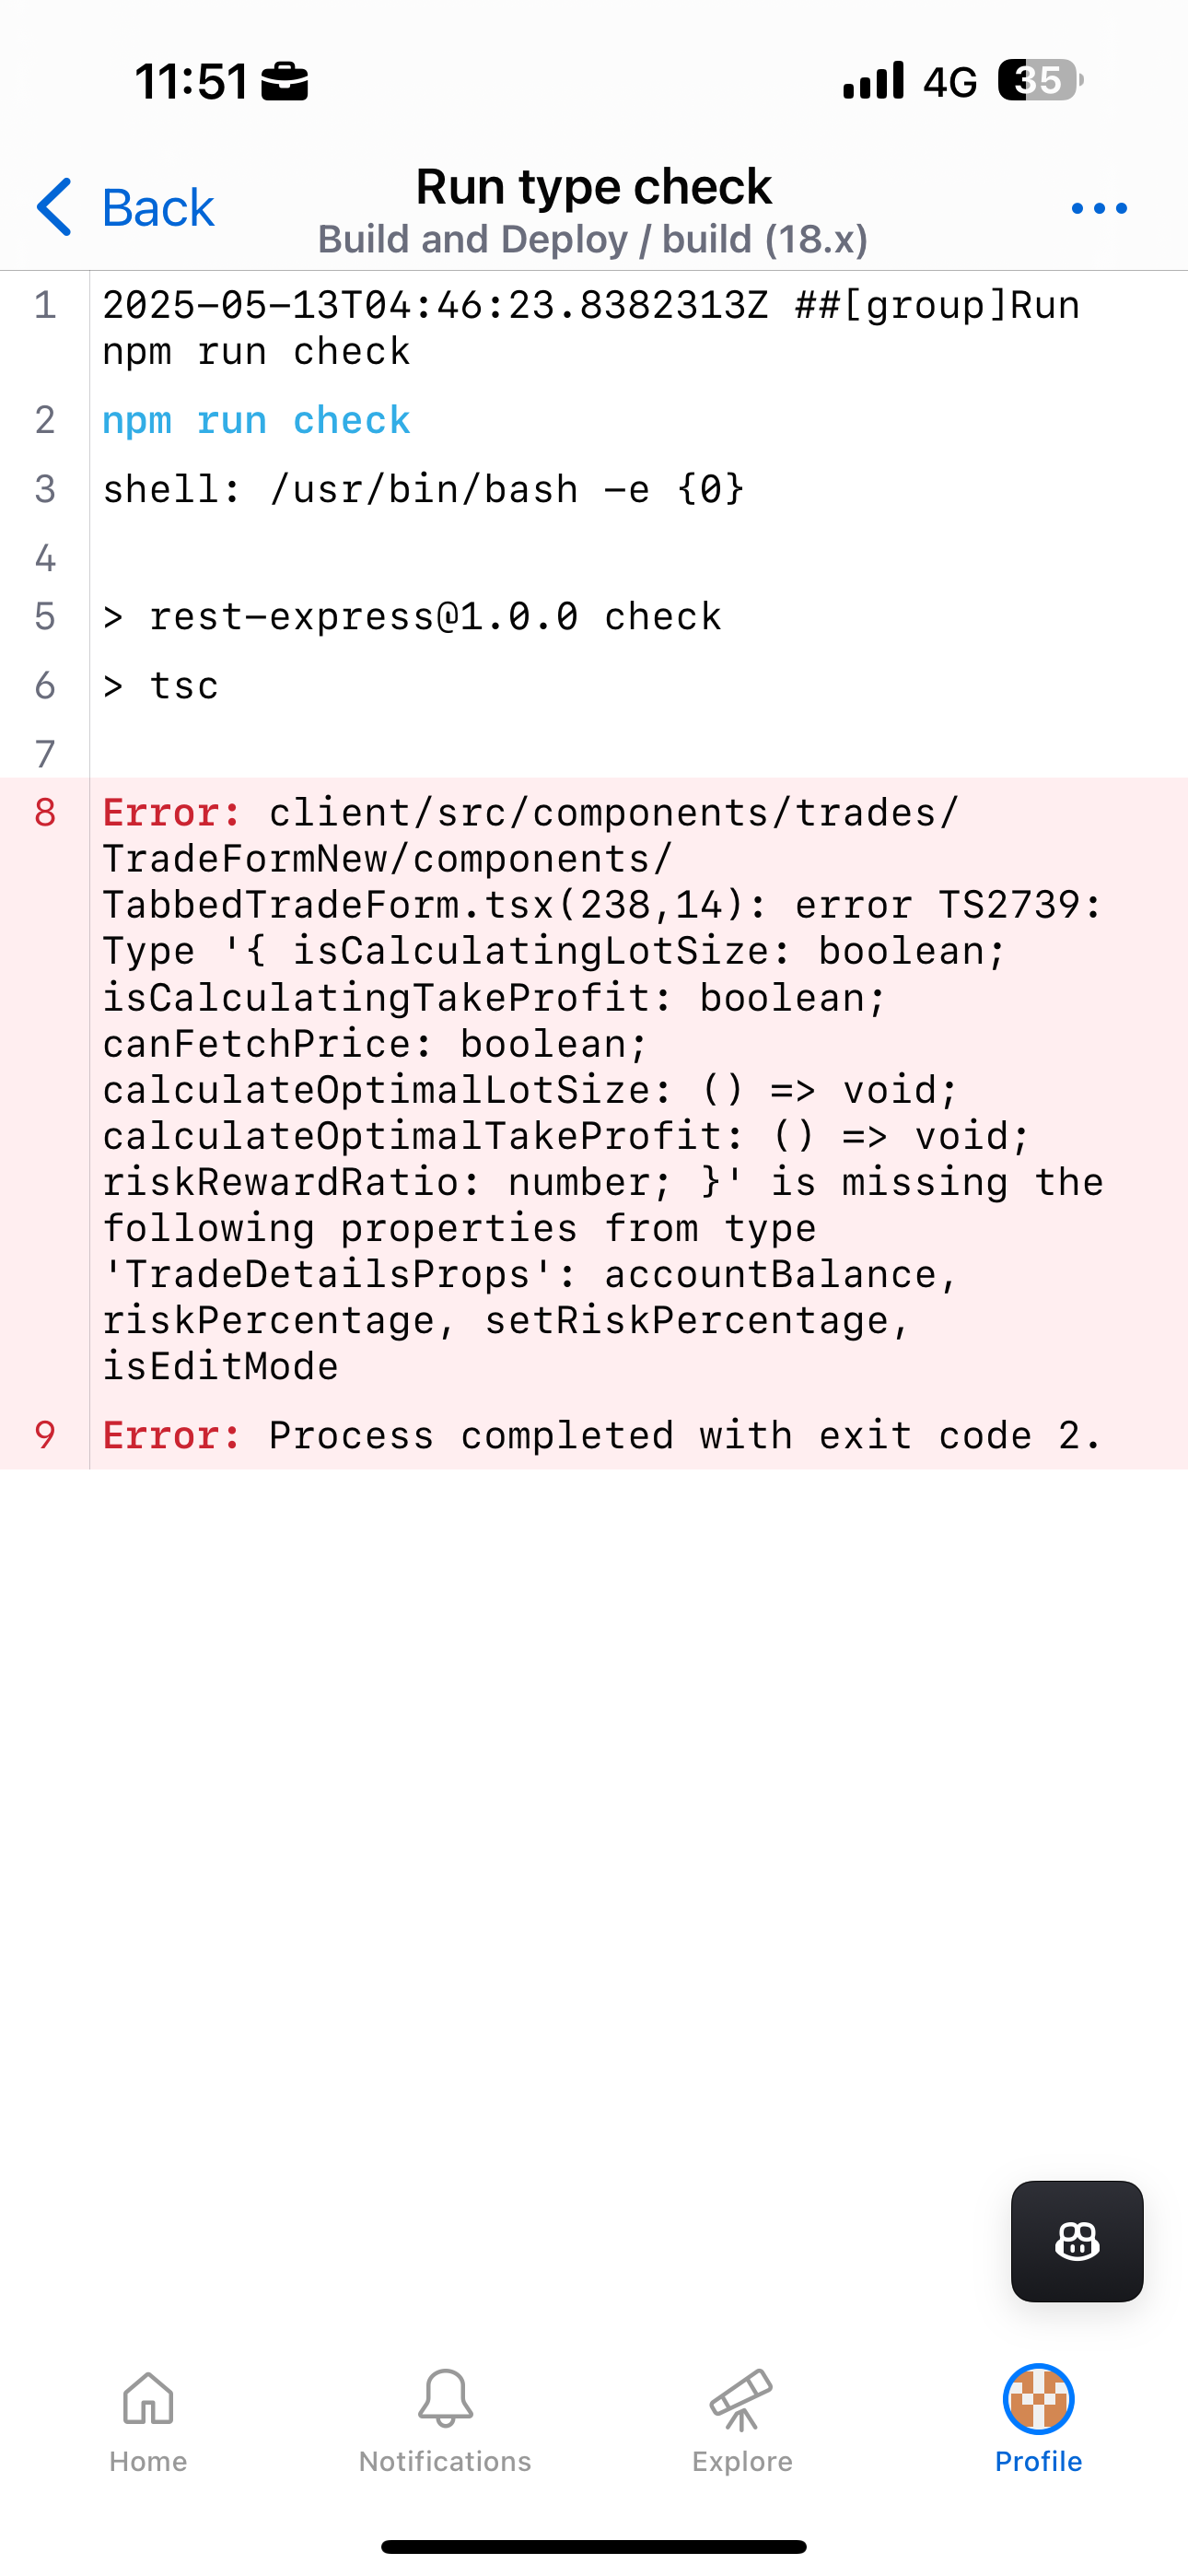 11:51
4G
35
Back
Run type check
Build and Deploy / build (18.x)
1 2025-05-13T04:46:23.8382313Z ##[group]Run
npm run check
2 npm run check
3 shell: /usr/bin/bash -e {0}
4
5 > rest-express@1.0.0 check
6 > tsc
7
8 Error: client/src/components/trades/
TradeFormNew/components/
TabbedTradeForm.tsx(238,14): error TS2739:
Type '{ isCalculatingLotSize: boolean;
isCalculatingTakeProfit: boolean;
canFetchPrice: boolean;
calculateOptimalLotSize: () => void;
calculateOptimalTakeProfit: () => void;
riskRewardRatio: number; }' is missing the
following properties from type
'TradeDetailsProps': accountBalance,
riskPercentage, setRiskPercentage,
isEditMode
9 Error: Process completed with exit code 2.
Home
Notifications
Explore
Profile